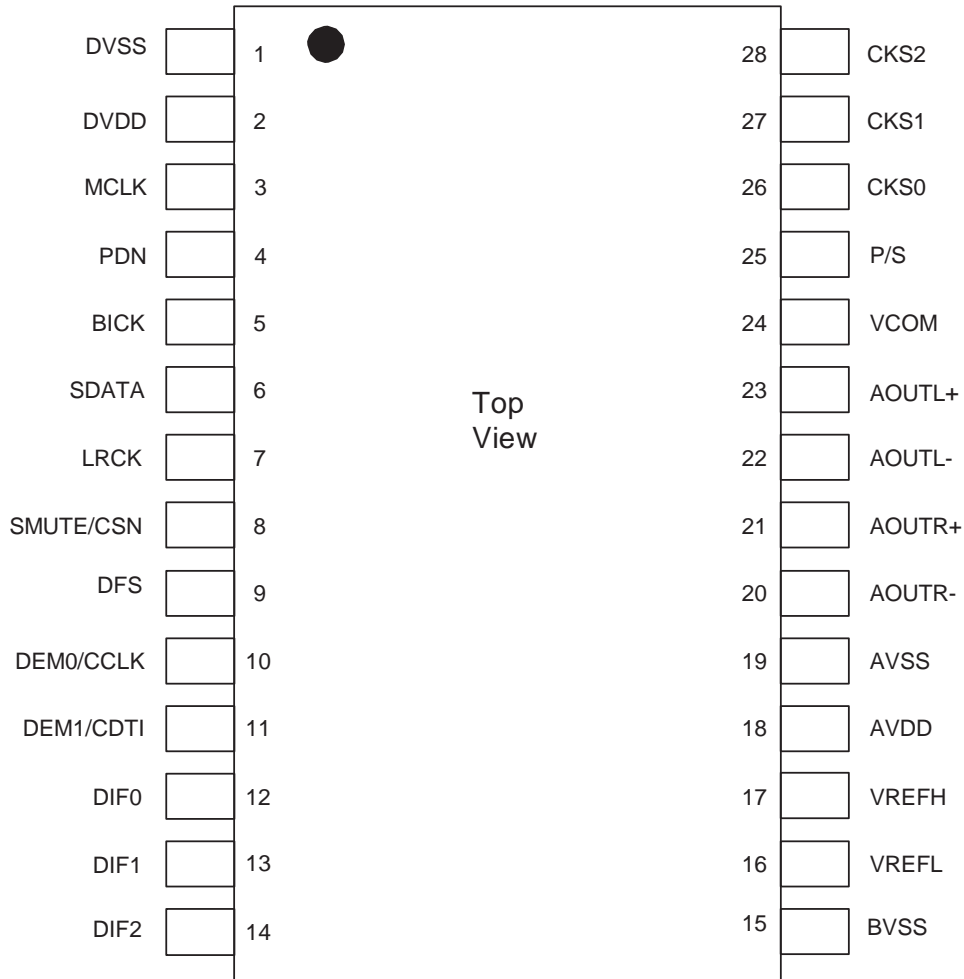 DVSS 1 28 CKS2
DVDD 2 27 CKS1
MCLK 3 26 CKS0
PDN 4 25 P/S
BICK 5 24 VCOM
SDATA 6 23 AOUTL+
Top
View
LRCK 7 22 AOUTL-
SMUTE/CSN 8 21 AOUTR+
DFS 9 20 AOUTR-
DEM0/CCLK 10 19 AVSS
DEM1/CDTI 11 18 AVDD
DIF0 12 17 VREFH
DIF1 13 16 VREFL
DIF2 14 15 BVSS